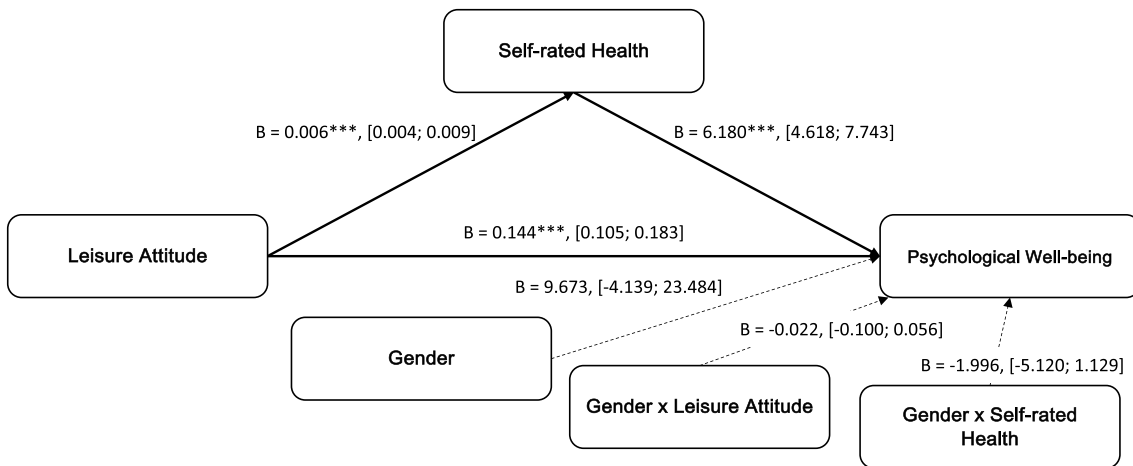 Self-rated Health
B = 0.006***, [0.004; 0.009]
B = 6.180***, [4.618; 7.743]
Leisure Attitude
B = 0.144***, [0.105; 0.183]
Psychological Well-being
B = 9.673, [-4.139; 23.484]
B = -0.022, [-0.100; 0.056]
Gender
B = -1.996, [-5.120; 1.129]
Gender x Leisure Attitude
Gender x Self-rated
Health